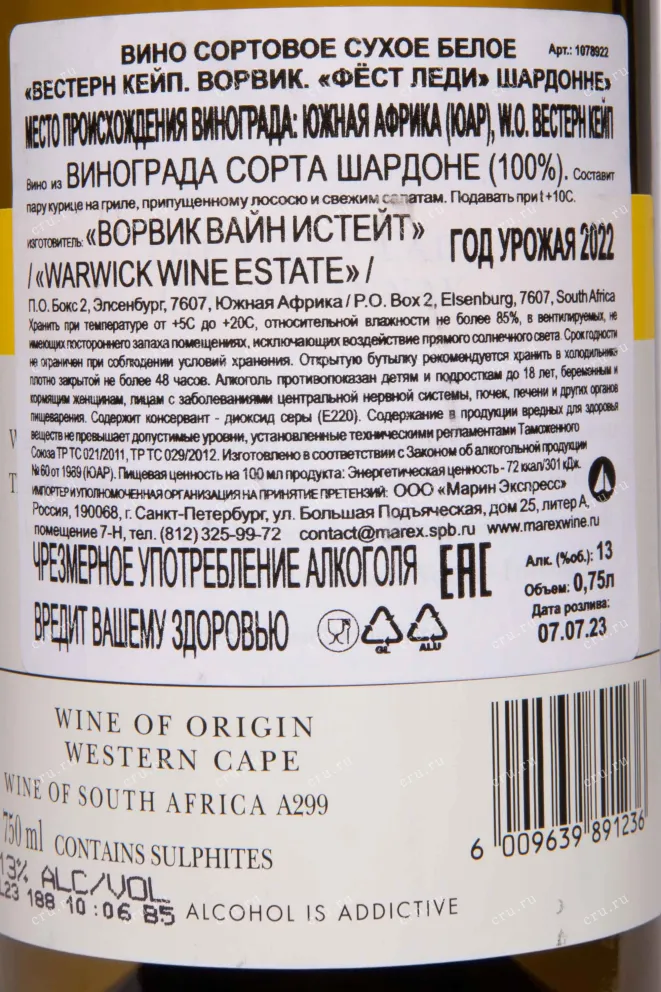 ВИНО СОРТОВОЕ СУХОЕ БЕЛОЕ Арт.: 1078922
«ВЕСТЕРН КЕЙП. ВОРВИК. «ФЁСТ ЛЕДИ» ШАРДОННЕ»
МЕСТО ПРОИСХОЖДЕНИЯ ВИНОГРАДА: ЮЖНАЯ АФРИКА (ЮАР), W.O. ВЕСТЕРН КЕЙП
Вино из ВИНОГРАДА СОРТА ШАРДОНЕ (100%). Составит
пару курице на гриле, припущенному лососю и свежим салатам. Подавать при t +10C.
изготовитель: «ВОРВИК ВАЙН ИСТЕЙТ»
/ «WARWICK WINE ESTATE» / ГОД УРОЖАЯ 2022
П.О. Бокс 2, Элсенбург, 7607, Южная Африка / P.O. Box 2, Elsenburg, 7607, South Africa
Хранить при температуре от +5С до +20С, относительной влажности не более 85%, в вентилируемых, не
имеющих постороннего запаха помещениях, исключающих воздействие прямого солнечного света. Срок годности
не ограничен при соблюдении условий хранения. Открытую бутылку рекомендуется хранить в холодильнике
плотно закрытой не более 48 часов. Алкоголь противопоказан детям и подросткам до 18 лет, беременным и
кормящим женщинам, лицам с заболеваниями центральной нервной системы, почек, печени и других органов
пищеварения. Содержит консервант - диоксид серы (Е220). Содержание в продукции вредных для здоровья
веществ не превышает допустимые уровни, установленные техническими регламентами Таможенного
Союза ТР ТС 021/2011, ТР ТС 029/2012. Изготовлено в соответствии с Законом об алкогольной продукции
№ 60 от 1989 (ЮАР). Пищевая ценность на 100 мл продукта: Энергетическая ценность - 72 ккал/301 кДж.
ИМПОРТЕР И УПОЛНОМОЧЕННАЯ ОРГАНИЗАЦИЯ НА ПРИНЯТИЕ ПРЕТЕНЗИЙ: ООО «Марин Экспресс»
Россия, 190068, г. Санкт-Петербург, ул. Большая Подъяческая, дом 25, литер А,
помещение 7-Н, тел. (812) 325-99-72 contact@marex.spb.ru www.marexwine.ru
ЧРЕЗМЕРНОЕ УПОТРЕБЛЕНИЕ АЛКОГОЛЯ
ВРЕДИТ ВАШЕМУ ЗДОРОВЬЮ
EAC
Алк. (%об.): 13
Объем: 0,75л
Дата розлива:
07.07.23
GL
ALU
WINE OF ORIGIN
WESTERN CAPE
WINE OF SOUTH AFRICA A299
750 ml CONTAINS SULPHITES
13% ALC/VOL
L23 188 10:06 B5
ALCOHOL IS ADDICTIVE
6 009639 891236
cru.ru